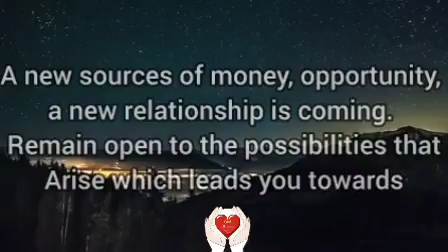 A new sources of money, opportunity,
a new relationship is coming.
Remain open to the possibilities that
Arise which leads you towards